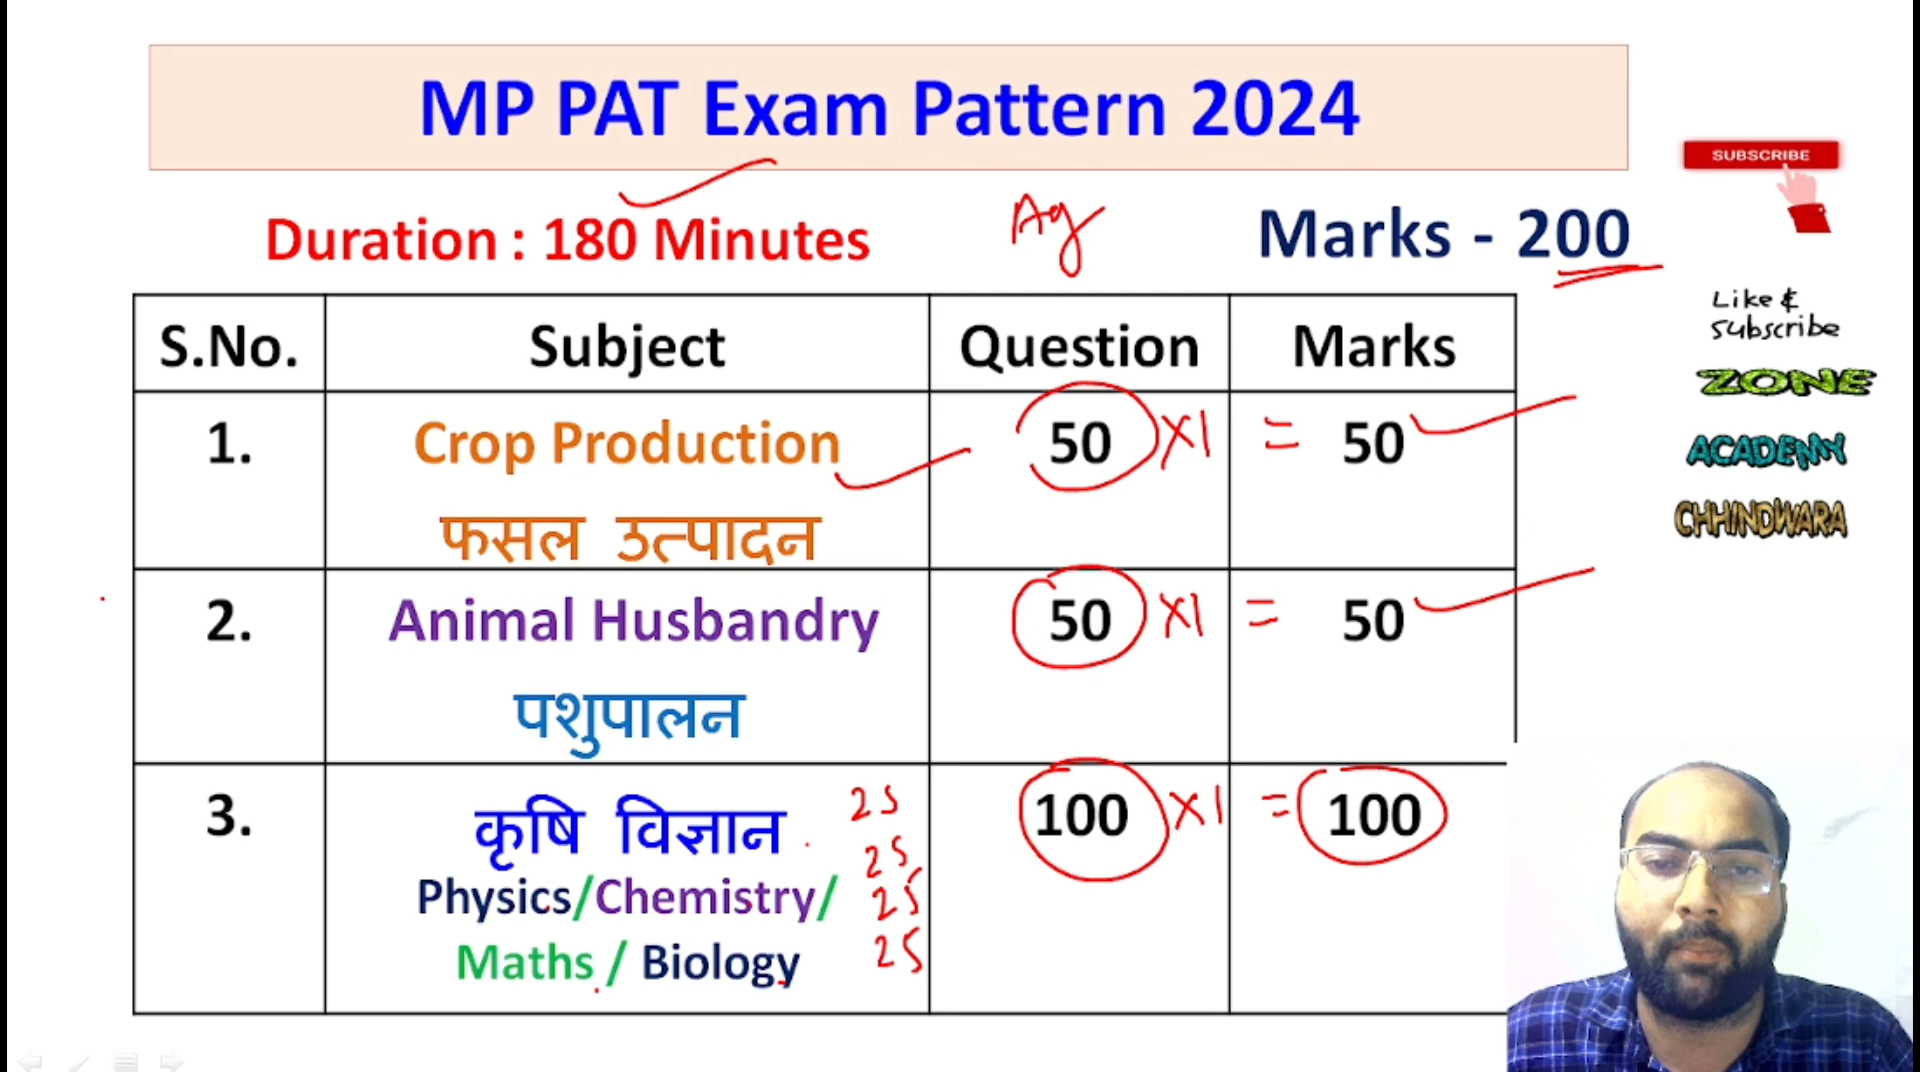 MP PAT Exam Pattern 2024
SUBSCRIBE
Duration : 180 Minutes
Ag
Marks - 200
Like &
Subscribe
ZONE
ACADEMY
CHHINDWARA
S.No. Subject Question Marks
1. Crop Production 50 x1 = 50
फसल उत्पादन
2. Animal Husbandry 50 x1 = 50
पशुपालन
3. कृषि विज्ञान 25 100 x1 = 100
25
Physics/Chemistry/ 25
Maths / Biology 25